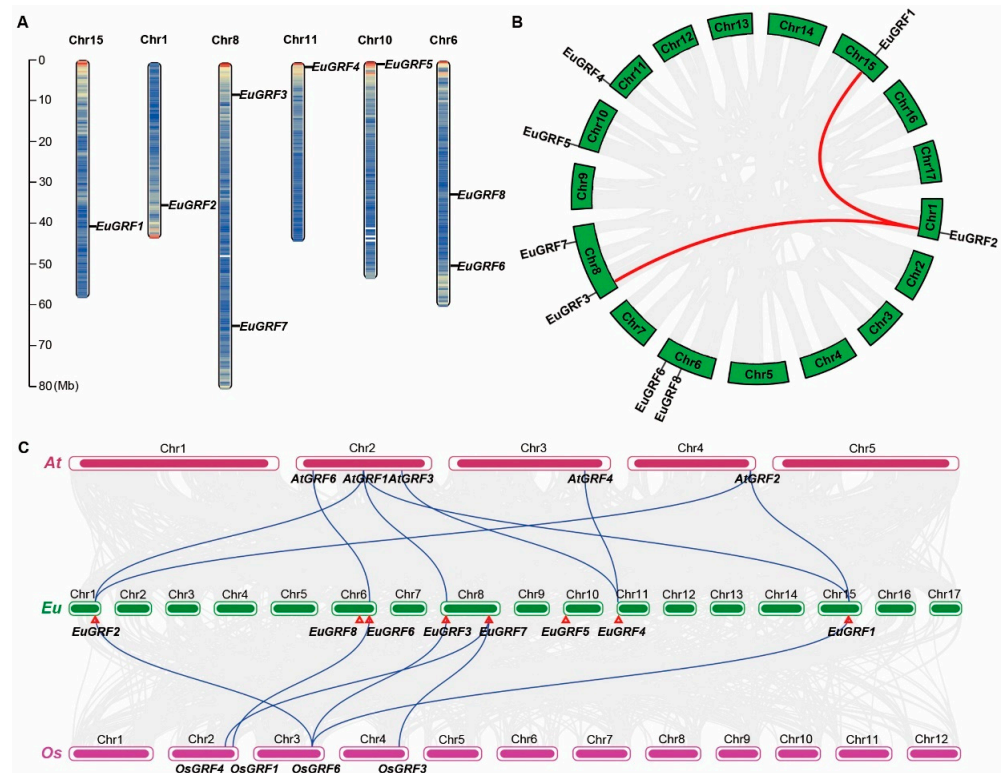 A
Chr15 Chr1 Chr8 Chr11 Chr10 Chr6
0
10
20
30
40
50
60
70
80(Mb)
EuGRF1
EuGRF2
EuGRF3
EuGRF7
EuGRF4
EuGRF5
EuGRF8
EuGRF6
B
Chr13
Chr14
Chr15
EuGRF1
Chr16
Chr17
Chr1
EuGRF2
Chr2
Chr3
Chr4
Chr5
Chr6
EuGRF8
EuGRF6
Chr7
EuGRF3
Chr8
EuGRF7
Chr9
Chr10
EuGRF5
Chr11
EuGRF4
Chr12
C
Chr1 Chr2 Chr3 Chr4 Chr5
At
AtGRF6 AtGRF1 AtGRF3 AtGRF4 AtGRF2
Chr1 Chr2 Chr3 Chr4 Chr5 Chr6 Chr7 Chr8 Chr9 Chr10 Chr11 Chr12 Chr13 Chr14 Chr15 Chr16 Chr17
Eu
EuGRF2 EuGRF8 EuGRF6 EuGRF3 EuGRF7 EuGRF5 EuGRF4 EuGRF1
Chr1 Chr2 Chr3 Chr4 Chr5 Chr6 Chr7 Chr8 Chr9 Chr10 Chr11 Chr12
Os
OsGRF4 OsGRF1 OsGRF6 OsGRF3